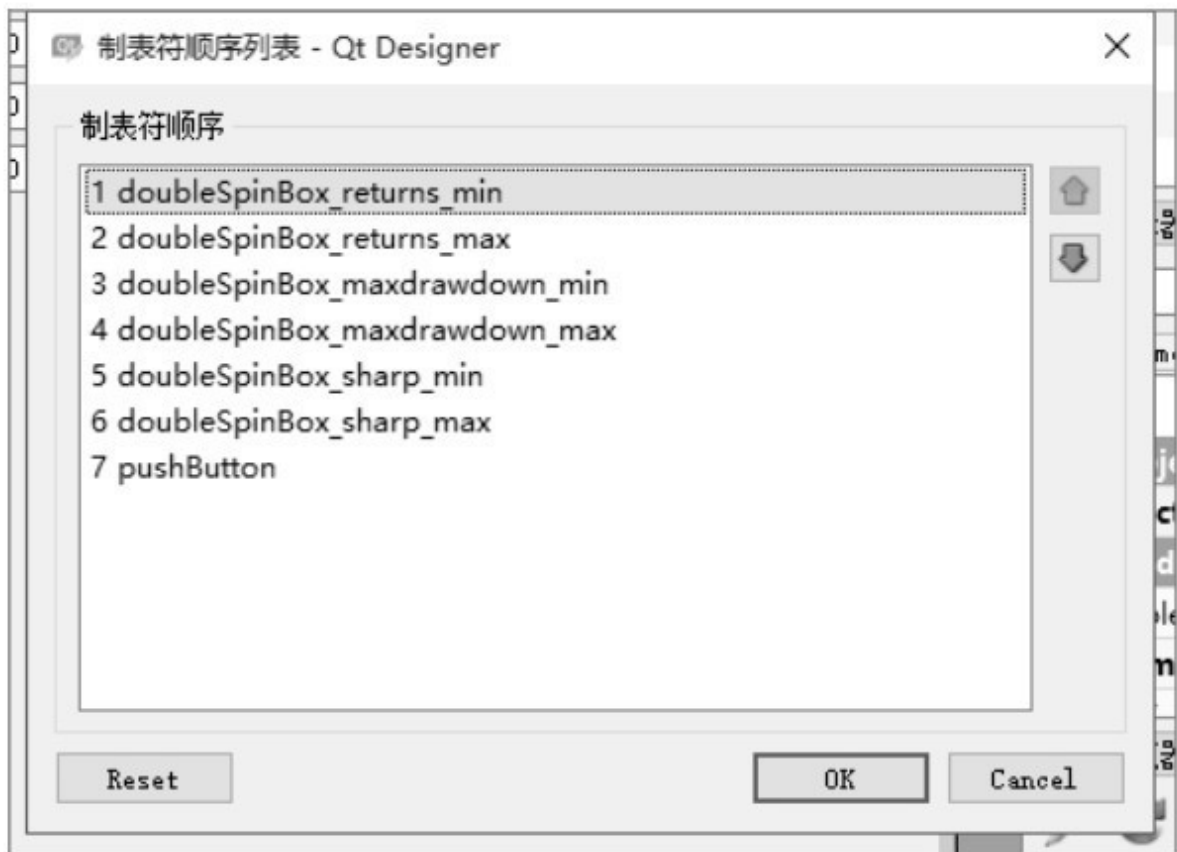 制表符顺序列表 - Qt Designer
制表符顺序
1 doubleSpinBox_returns_min
2 doubleSpinBox_returns_max
3 doubleSpinBox_maxdrawdown_min
4 doubleSpinBox_maxdrawdown_max
5 doubleSpinBox_sharp_min
6 doubleSpinBox_sharp_max
7 pushButton
Reset
OK
Cancel